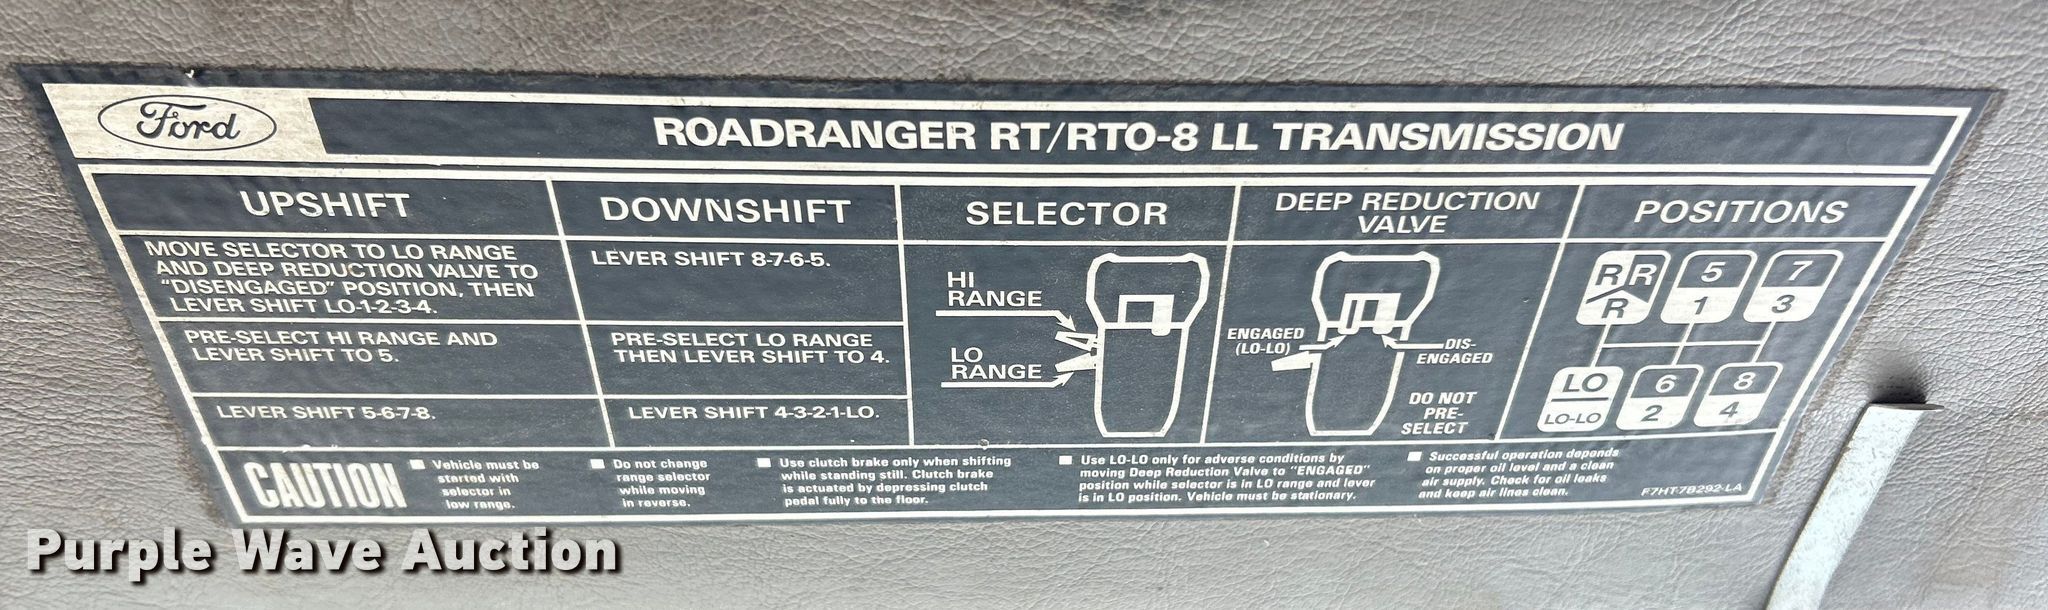 Ford
ROADRANGER RT/RTO-8 LL TRANSMISSION
UPSHIFT
MOVE SELECTOR TO LO RANGE
AND DEEP REDUCTION VALVE TO
"DISENGAGED" POSITION, THEN
LEVER SHIFT LO-1-2-3-4.
PRE-SELECT HI RANGE AND
LEVER SHIFT TO 5.
LEVER SHIFT 5-6-7-8.
DOWNSHIFT
LEVER SHIFT 8-7-6-5.
PRE-SELECT LO RANGE
THEN LEVER SHIFT TO 4.
LEVER SHIFT 4-3-2-1-LO.
SELECTOR
HI
RANGE
LO
RANGE
DEEP REDUCTION
VALVE
ENGAGED
(LO-LO)
DIS-
ENGAGED
DO NOT
PRE-
SELECT
POSITIONS
R R 5 7
R 1 3
LO 6 8
LO-LO 2 4
CAUTION
■ Vehicle must be
started with
selector in
low range.
■ Do not change
range selector
while moving
in reverse.
■ Use clutch brake only when shifting
while standing still. Clutch brake
is actuated by depressing clutch
pedal fully to the floor.
■ Use LO-LO only for adverse conditions by
moving Deep Reduction Valve to "ENGAGED"
position while selector is in LO range and lever
is in LO position. Vehicle must be stationary.
■ Successful operation depends
on proper oil level and a clean
air supply. Check for oil leaks
and keep air lines clean.
F7HT-7B292-LA
Purple Wave Auction